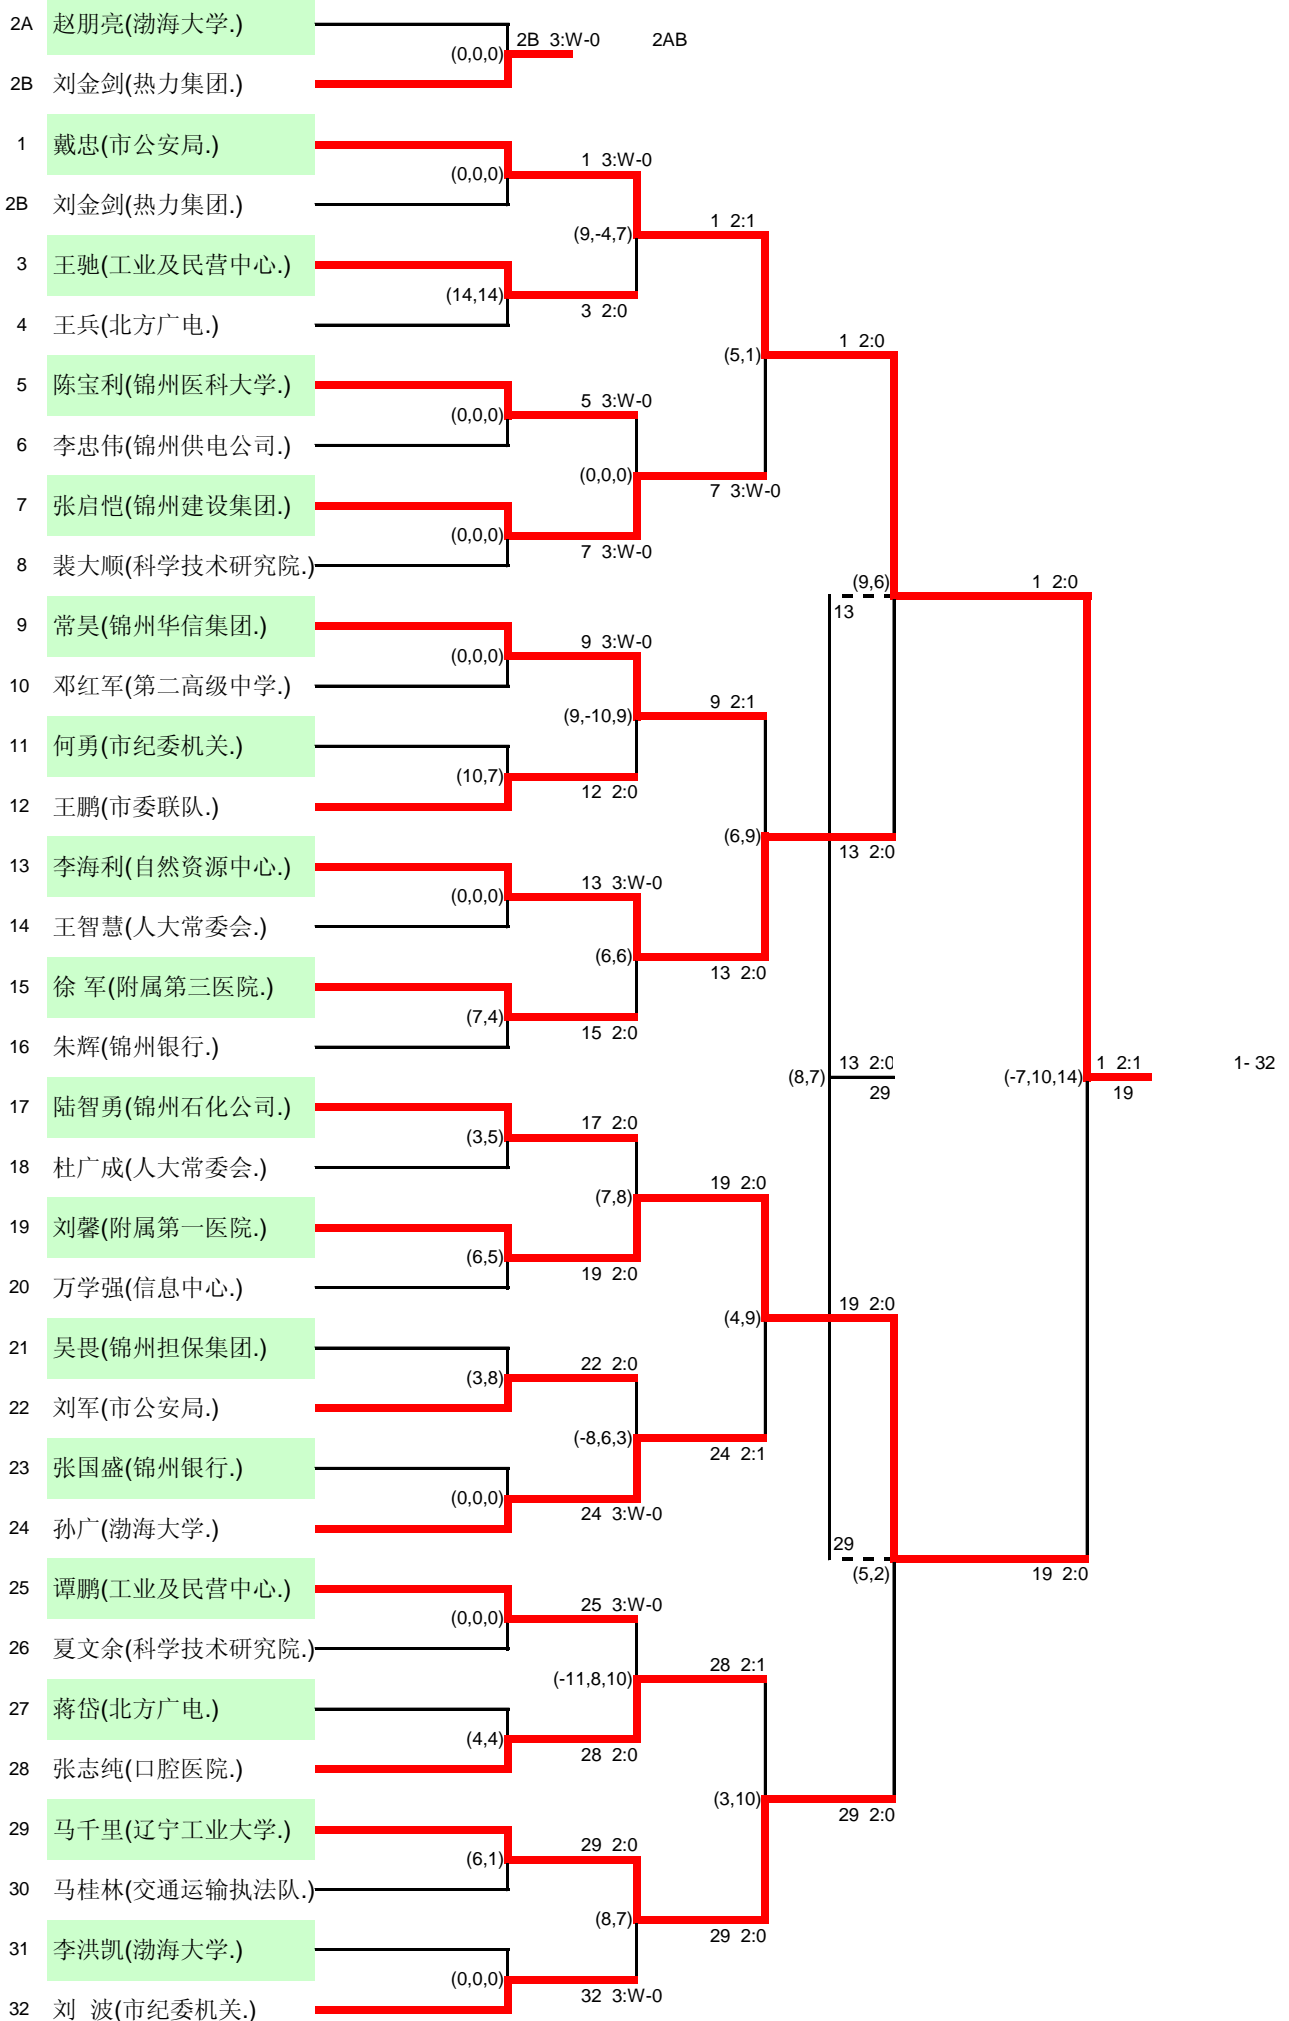 2A 赵朋亮(渤海大学.)
2B 3:W-0 2AB
(0,0,0)
2B 刘金剑(热力集团.)
1 戴忠(市公安局.)
1 3:W-0
(0,0,0)
2B 刘金剑(热力集团.)
1 2:1
(9,-4,7)
3 王驰(工业及民营中心.)
(14,14)
3 2:0
4 王兵(北方广电.)
1 2:0
(5,1)
5 陈宝利(锦州医科大学.)
5 3:W-0
(0,0,0)
6 李忠伟(锦州供电公司.)
(0,0,0)
7 3:W-0
7 张启恺(锦州建设集团.)
(0,0,0)
7 3:W-0
8 裴大顺(科学技术研究院.)
(9,6) 1 2:0
13
9 常昊(锦州华信集团.)
9 3:W-0
(0,0,0)
10 邓红军(第二高级中学.)
9 2:1
(9,-10,9)
11 何勇(市纪委机关.)
(10,7)
12 2:0
12 王鹏(市委联队.)
(6,9)
13 2:0
13 李海利(自然资源中心.)
13 3:W-0
(0,0,0)
14 王智慧(人大常委会.)
(6,6)
13 2:0
15 徐 军(附属第三医院.)
(7,4)
15 2:0
16 朱辉(锦州银行.)
13 2:0 1 2:1 1- 32
(8,7) (-7,10,14)
29 19
17 陆智勇(锦州石化公司.)
17 2:0
(3,5)
18 杜广成(人大常委会.)
19 2:0
(7,8)
19 刘馨(附属第一医院.)
(6,5)
19 2:0
20 万学强(信息中心.)
19 2:0
(4,9)
21 吴畏(锦州担保集团.)
22 2:0
(3,8)
22 刘军(市公安局.)
(-8,6,3)
24 2:1
23 张国盛(锦州银行.)
(0,0,0)
24 3:W-0
24 孙广(渤海大学.)
29
(5,2) 19 2:0
25 谭鹏(工业及民营中心.)
25 3:W-0
(0,0,0)
26 夏文余(科学技术研究院.)
28 2:1
(-11,8,10)
27 蒋岱(北方广电.)
(4,4)
28 2:0
28 张志纯(口腔医院.)
(3,10)
29 2:0
29 马千里(辽宁工业大学.)
29 2:0
(6,1)
30 马桂林(交通运输执法队.)
(8,7)
29 2:0
31 李洪凯(渤海大学.)
(0,0,0)
32 3:W-0
32 刘 波(市纪委机关.)